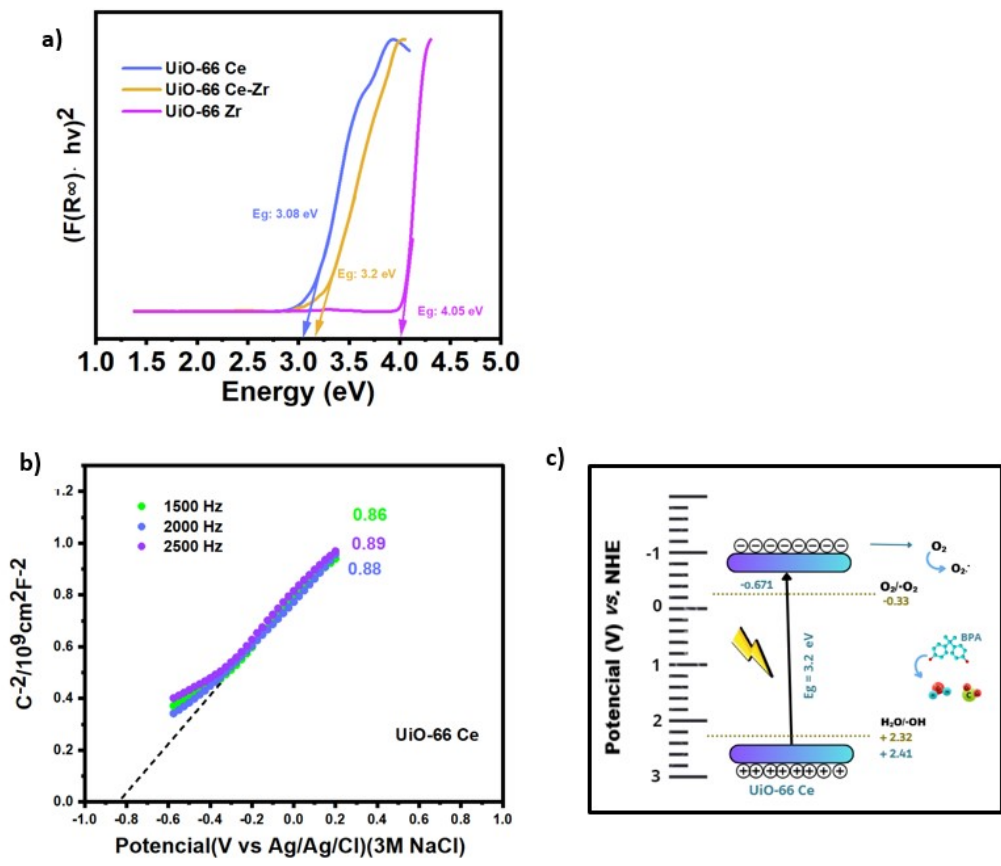 a)
UiO-66 Ce
UiO-66 Ce-Zr
UiO-66 Zr
(F(R∞)· hv)²
Eg: 3.08 eV
Eg: 3.2 eV
Eg: 4.05 eV
1.0 1.5 2.0 2.5 3.0 3.5 4.0 4.5 5.0
Energy (eV)
b)
1.2
1.0
0.8
0.6
0.4
0.2
0.0
C⁻²/10⁹cm²F-2
1500 Hz
2000 Hz
2500 Hz
0.86
0.89
0.88
UiO-66 Ce
-1.0 -0.8 -0.6 -0.4 -0.2 0.0 0.2 0.4 0.6 0.8 1.0
Potencial(V vs Ag/Ag/Cl)(3M NaCl)
c)
Potencial (V) vs, NHE
-1
0
1
2
3
-0.671
O₂
O₂·⁻
O₂/·O₂
-0.33
Eg = 3.2 eV
BPA
H₂O/·OH
+ 2.32
+ 2.41
UiO-66 Ce